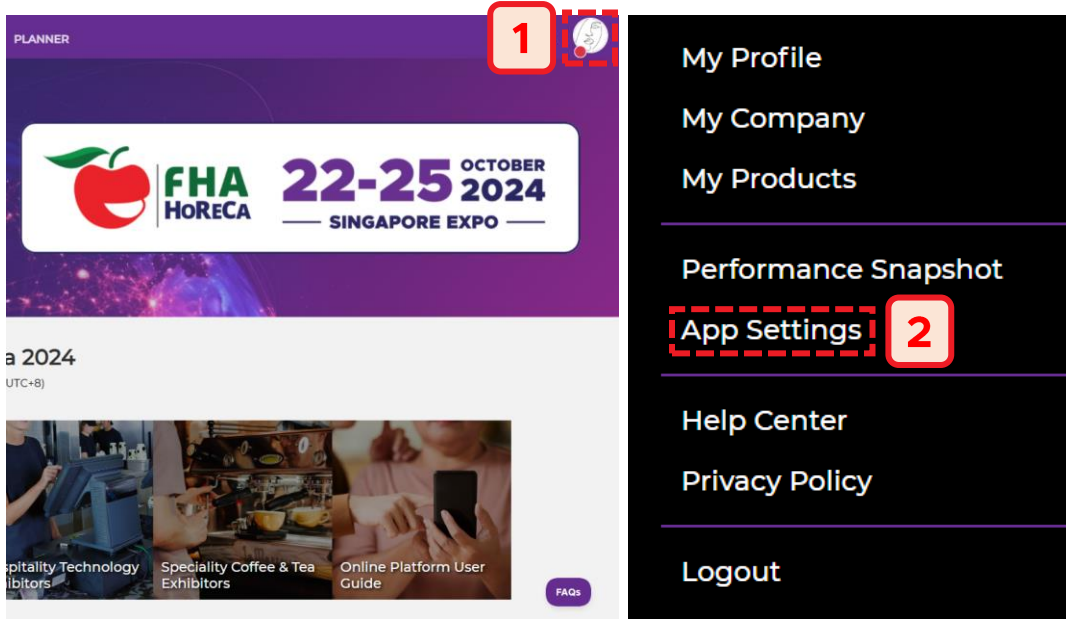 PLANNER
1
FHA
HoReCa
22-25 OCTOBER 2024
SINGAPORE EXPO
a 2024
UTC+8)
spitality Technology
ibitors
Speciality Coffee & Tea
Exhibitors
Online Platform User
Guide
FAQs
My Profile
My Company
My Products
Performance Snapshot
App Settings
2
Help Center
Privacy Policy
Logout